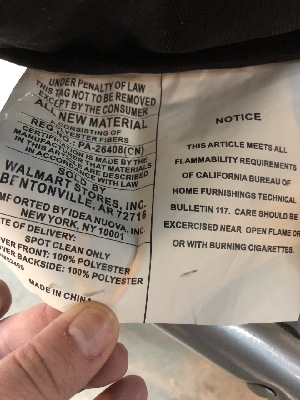 UNDER PENALTY OF LAW
THIS TAG NOT TO BE REMOVED
EXCEPT BY THE CONSUMER
ALL NEW MATERIAL
CONSISTING OF
POLYESTER FIBERS
REG. PA-26408(CN)
CERTIFICATION IS MADE BY THE
MANUFACTURER THAT THE MATERIALS
IN THIS ARTICLE ARE DESCRIBED
IN ACCORDANCE WITH LAW
SOLD BY
WALMART STORES, INC.
BENTONVILLE, AR 72716
IMPORTED BY IDEA NUOVA, INC.
NEW YORK, NY 10001
DATE OF DELIVERY:
SPOT CLEAN ONLY
COVER FRONT: 100% POLYESTER
COVER BACKSIDE: 100% POLYESTER
MADE IN CHINA
NOTICE
THIS ARTICLE MEETS ALL
FLAMMABILITY REQUIREMENTS
OF CALIFORNIA BUREAU OF
HOME FURNISHINGS TECHNICAL
BULLETIN 117. CARE SHOULD BE
EXCERCISED NEAR OPEN FLAME OR
OR WITH BURNING CIGARETTES.